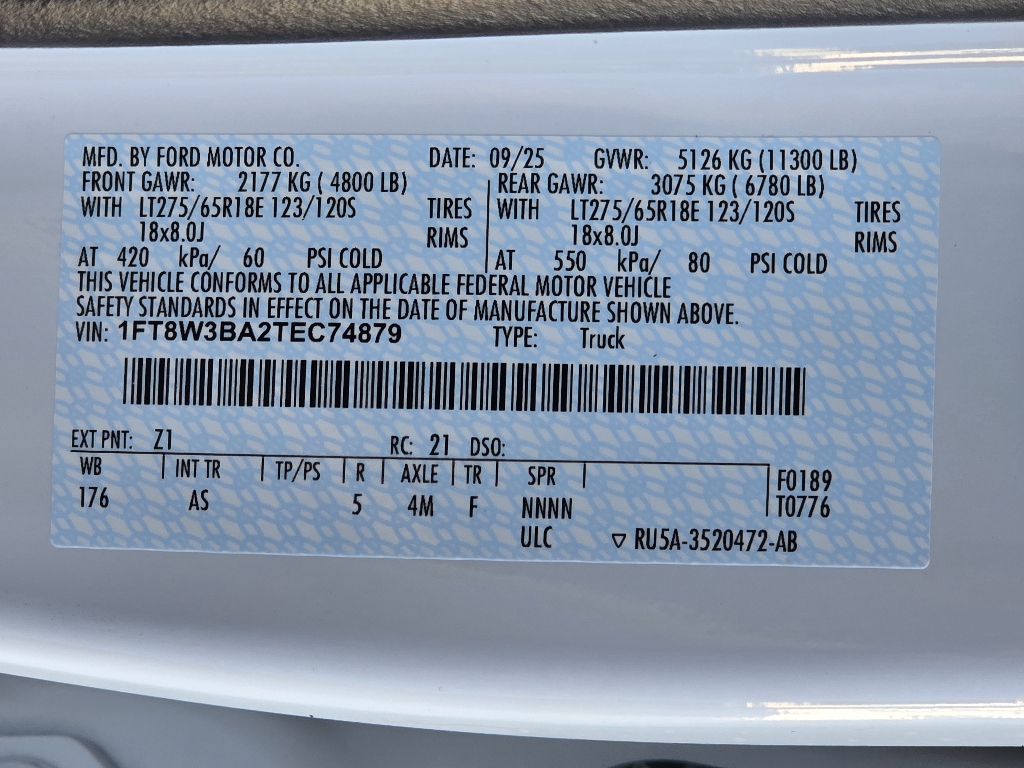 MFD. BY FORD MOTOR CO. DATE: 09/25 GVWR: 5126 KG (11300 LB)
FRONT GAWR: 2177 KG ( 4800 LB) REAR GAWR: 3075 KG ( 6780 LB)
WITH LT275/65R18E 123/120S TIRES WITH LT275/65R18E 123/120S TIRES
18x8.0J RIMS 18x8.0J RIMS
AT 420 kPa/ 60 PSI COLD AT 550 kPa/ 80 PSI COLD
THIS VEHICLE CONFORMS TO ALL APPLICABLE FEDERAL MOTOR VEHICLE
SAFETY STANDARDS IN EFFECT ON THE DATE OF MANUFACTURE SHOWN ABOVE.
VIN: 1FT8W3BA2TEC74879 TYPE: Truck
EXT PNT: Z1 RC: 21 DSO:
WB INT TR TP/PS R AXLE TR SPR F0189
176 AS 5 4M F NNNN T0776
ULC ▽ RU5A-3520472-AB